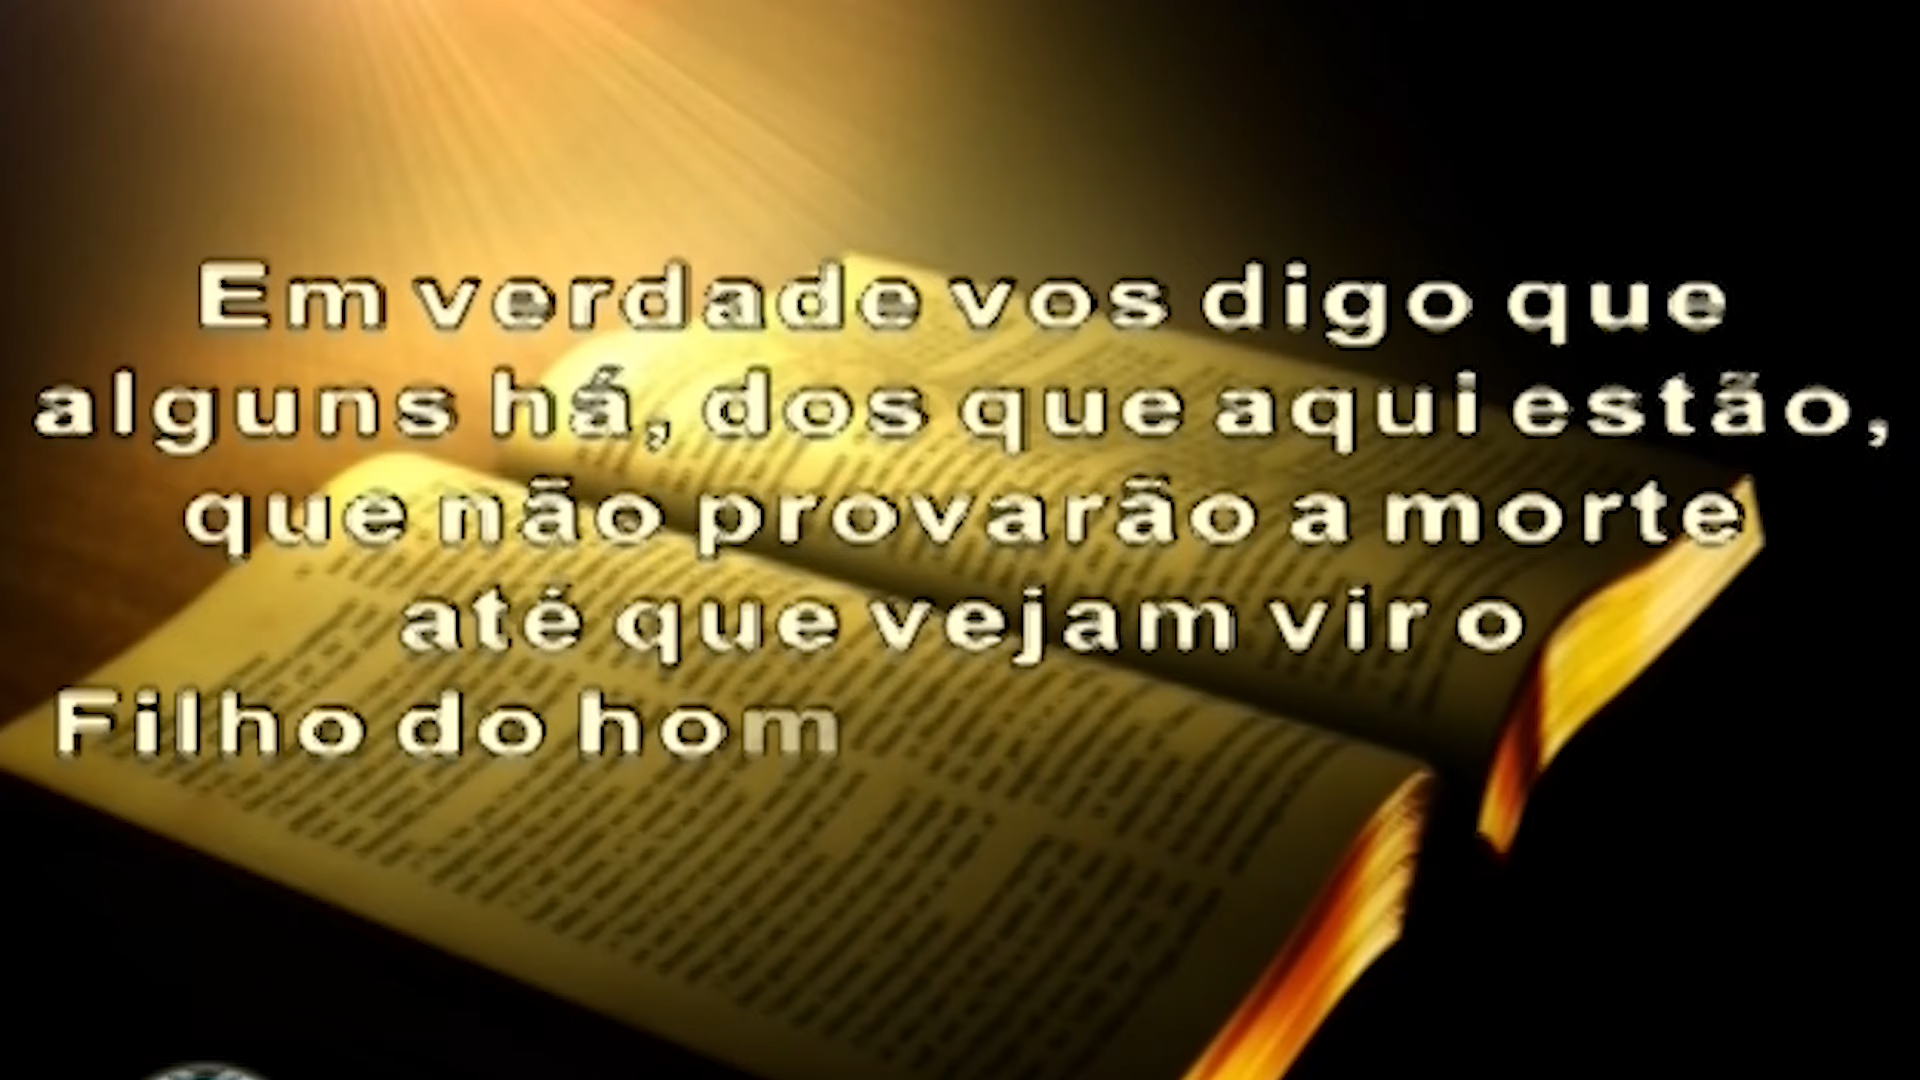 Em verdade vos digo que
alguns há, dos que aqui estão,
que não provarão a morte
até que vejam vir o
Filho do hom